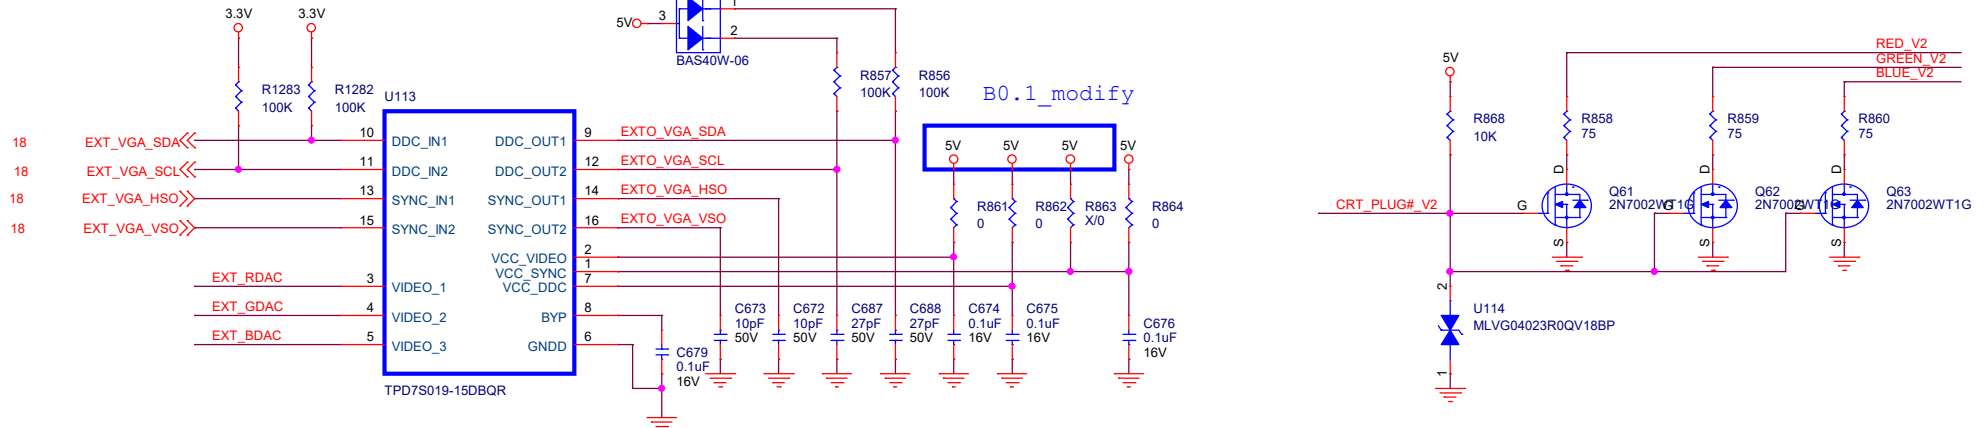 3.3V
3.3V
5V
3
1
2
BAS40W-06
R1283
100K
R1282
100K
U113
R857
100K
R856
100K
B0.1_modify
5V
5V
5V
5V
18
EXT_VGA_SDA
10
DDC_IN1
DDC_OUT1
9
EXTO_VGA_SDA
18
EXT_VGA_SCL
11
DDC_IN2
DDC_OUT2
12
EXTO_VGA_SCL
18
EXT_VGA_HSO
13
SYNC_IN1
SYNC_OUT1
14
EXTO_VGA_HSO
18
EXT_VGA_VSO
15
SYNC_IN2
SYNC_OUT2
16
EXTO_VGA_VSO
VCC_VIDEO
2
VCC_SYNC
1
VCC_DDC
7
EXT_RDAC
3
VIDEO_1
EXT_GDAC
4
VIDEO_2
BYP
8
EXT_BDAC
5
VIDEO_3
GNDD
6
TPD7S019-15DBQR
R861
0
R862
0
R863
X/0
R864
0
C679
0.1uF
16V
C673
10pF
50V
C672
10pF
50V
C687
27pF
50V
C688
27pF
50V
C674
0.1uF
16V
C675
0.1uF
16V
C676
0.1uF
16V
5V
R868
10K
RED_V2
GREEN_V2
BLUE_V2
R858
75
R859
75
R860
75
CRT_PLUG#_V2
G
D
S
Q61
2N7002WT1G
G
D
S
Q62
2N7002WT1G
G
D
S
Q63
2N7002WT1G
2
U114
MLVG04023R0QV18BP
1